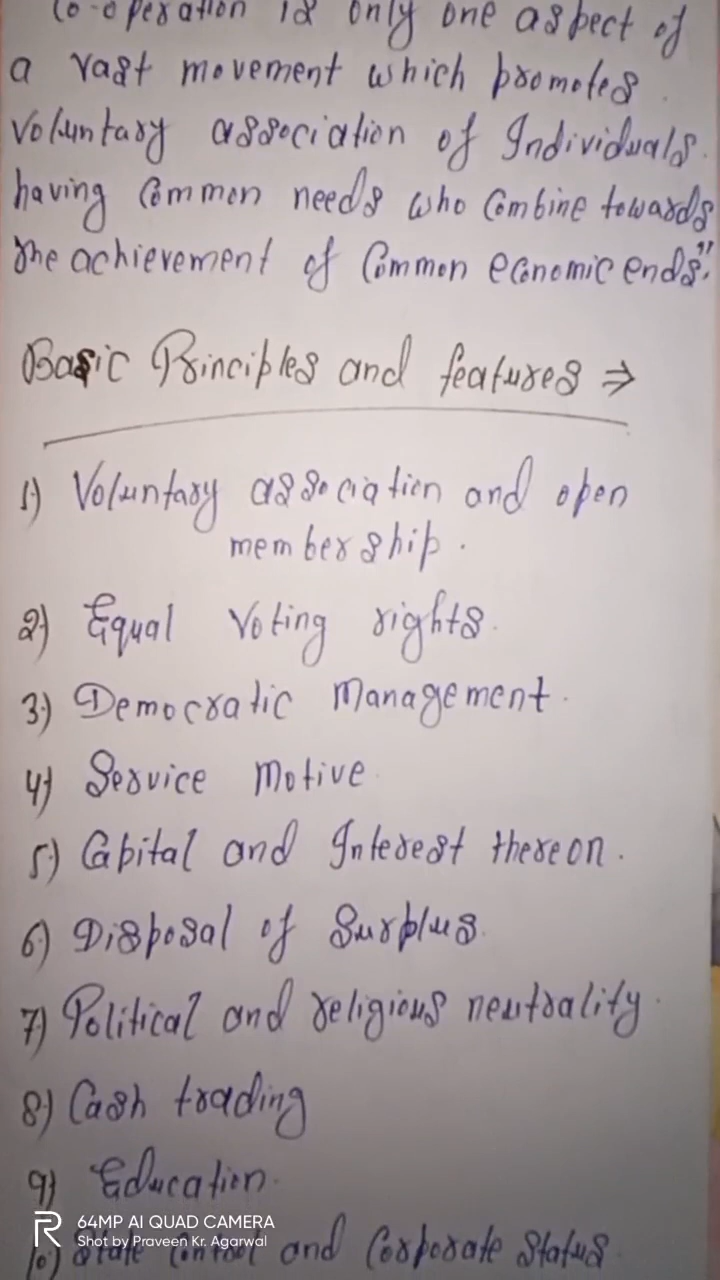 Co-operation is only one aspect of
a vast movement which promotes
voluntary association of Individuals
having Common needs who Combine towards
the achievement of Common economic ends".
Basic Principles and features ⇒
1) Voluntary association and open
membership.
2) Equal Voting rights.
3) Democratic Management.
4) Service Motive.
5) Capital and Interest thereon.
6) Disposal of Surplus.
7) Political and religious neutrality.
8) Cash trading
9) Education.
10) State Control and Corporate Status
64MP AI QUAD CAMERA
Shot by Praveen Kr. Agarwal